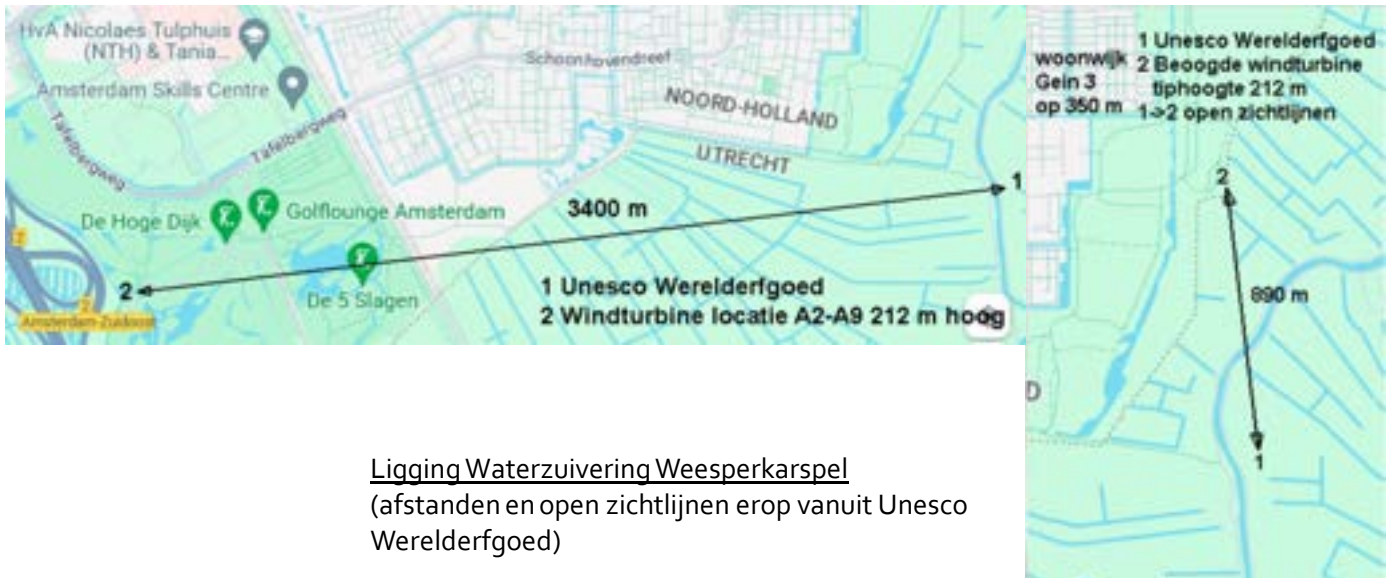 HvA Nicolaes Tulphuis
(NTH) & Tania...
Amsterdam Skills Centre
Schoonhovendreef
NOORD-HOLLAND
UTRECHT
Tafelbergweg
Tafelbergweg
De Hoge Dijk
Golflounge Amsterdam
De 5 Slagen
3400 m
1
2
2
Amsterdam-Zuidoost
1 Unesco Werelderfgoed
2 Windturbine locatie A2-A9 212 m hoog
woonwijk
Gein 3
op 350 m
1 Unesco Werelderfgoed
2 Beoogde windturbine
tiphoogte 212 m
1->2 open zichtlijnen
2
890 m
1
D
Ligging Waterzuivering Weesperkarspel
(afstanden en open zichtlijnen erop vanuit Unesco
Werelderfgoed)